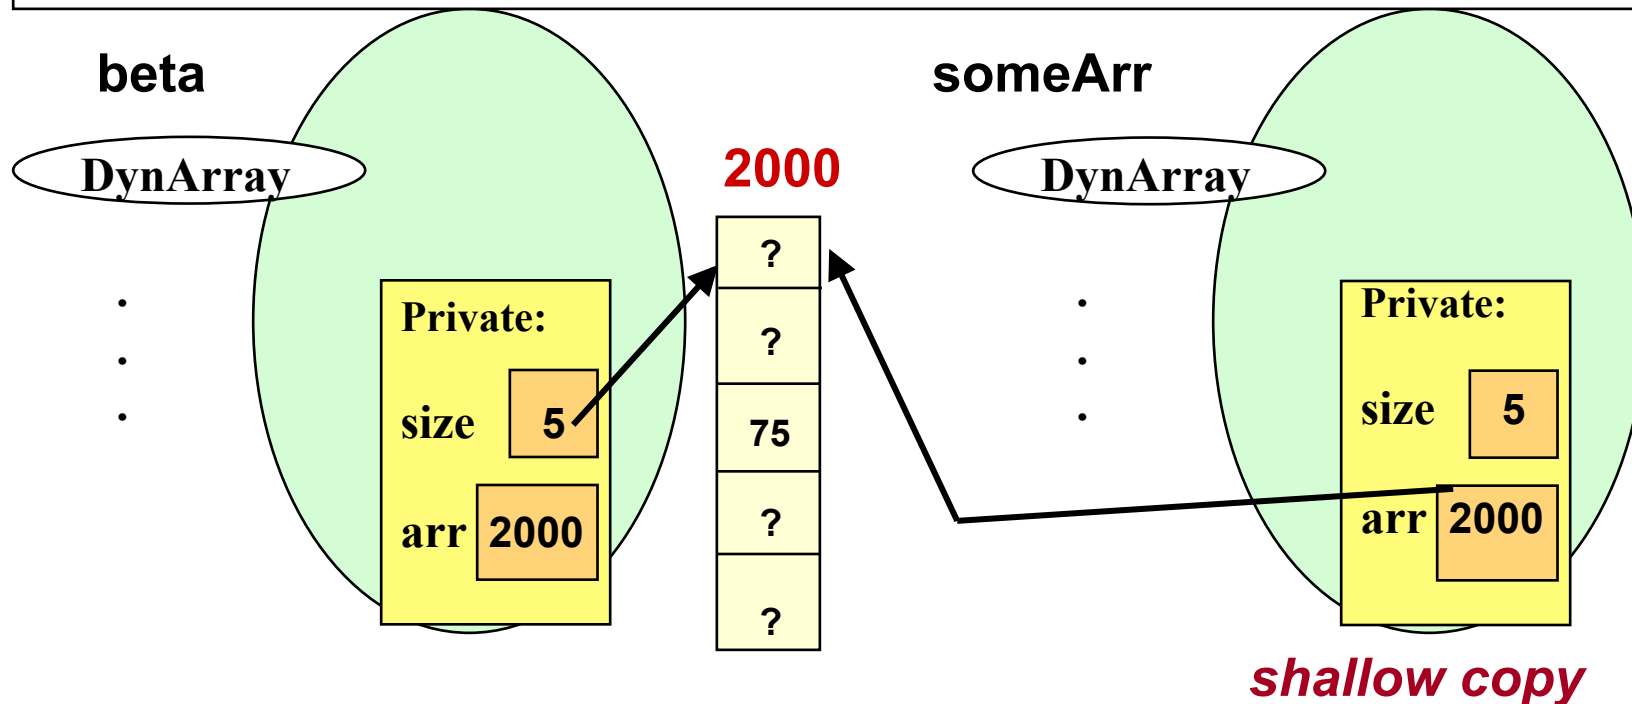 beta
DynArray
.
.
.
Private:
size 5
arr 2000
2000
?
?
75
?
?
someArr
DynArray
.
.
.
Private:
size 5
arr 2000
shallow copy